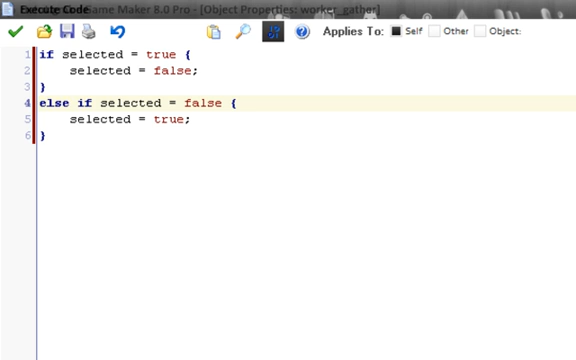 Execute Code Game Maker 8.0 Pro - [Object Properties: worker_gather]
Applies To: Self Other Object:
1 if selected = true {
2 selected = false;
3 }
4 else if selected = false {
5 selected = true;
6 }